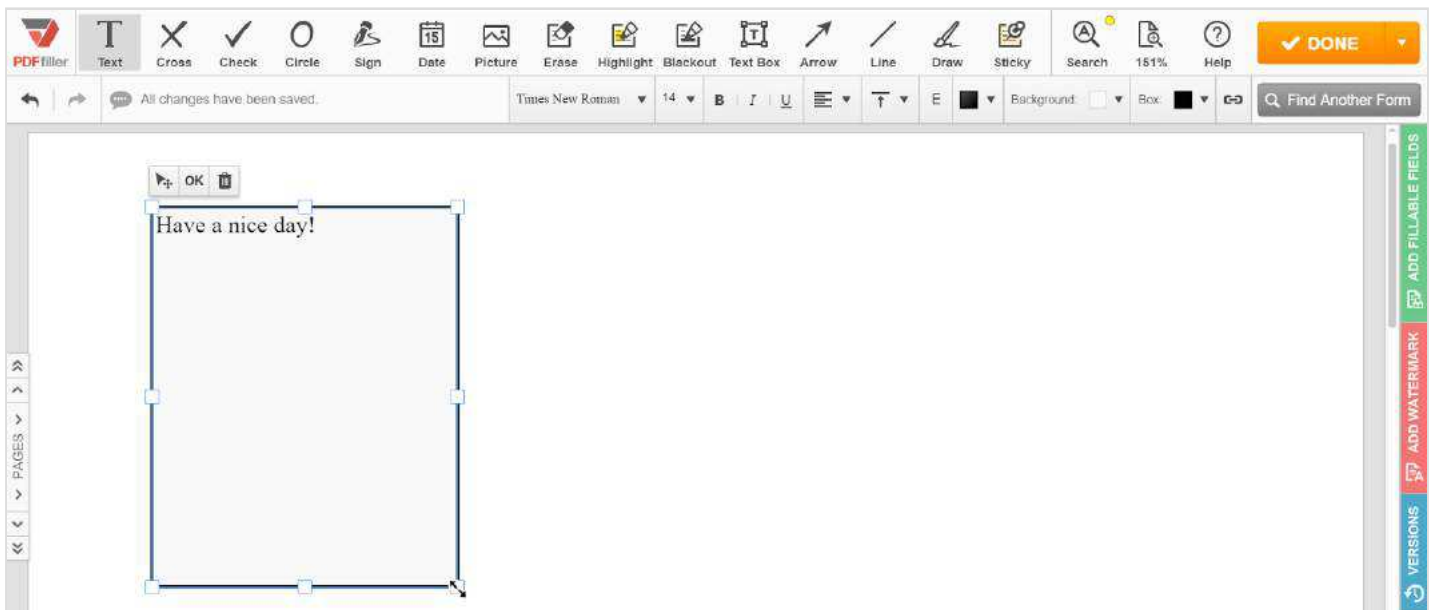 PDFfiller
T
Text
Cross
Check
Circle
Sign
15
Date
Picture
Erase
Highlight
Blackout
T
Text Box
Arrow
Line
Draw
Sticky
A
Search
151%
?
Help
DONE
All changes have been saved.
Times New Roman
14
B I U
E
Background:
Box:
Find Another Form
OK
Have a nice day!
PAGES
ADD FILLABLE FIELDS
ADD WATERMARK
VERSIONS